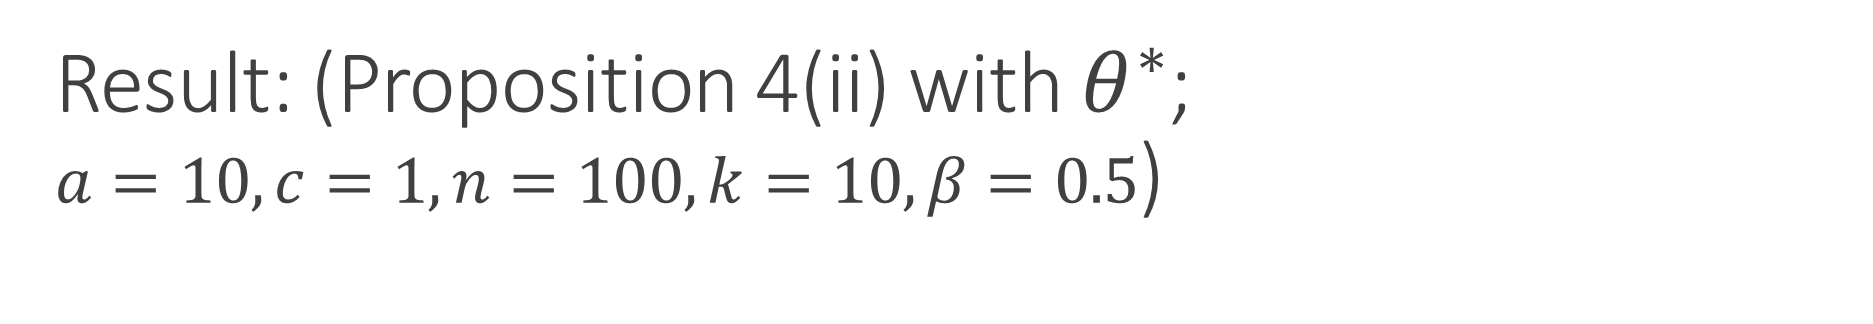 Result: (Proposition 4(ii) with 𝜃*;
𝑎 = 10, 𝑐 = 1, 𝑛 = 100, 𝑘 = 10, 𝛽 = 0.5)